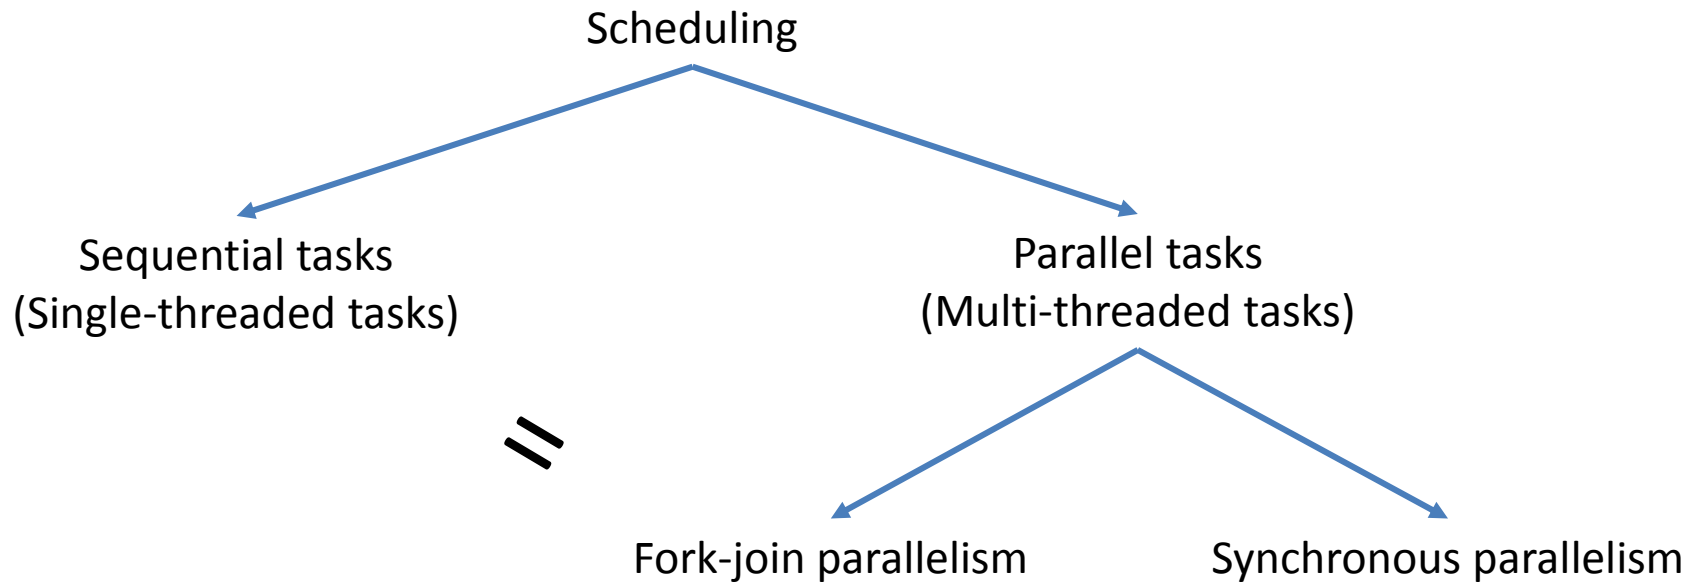 Scheduling
Sequential tasks
(Single-threaded tasks)
Parallel tasks
(Multi-threaded tasks)
=
Fork-join parallelism
Synchronous parallelism